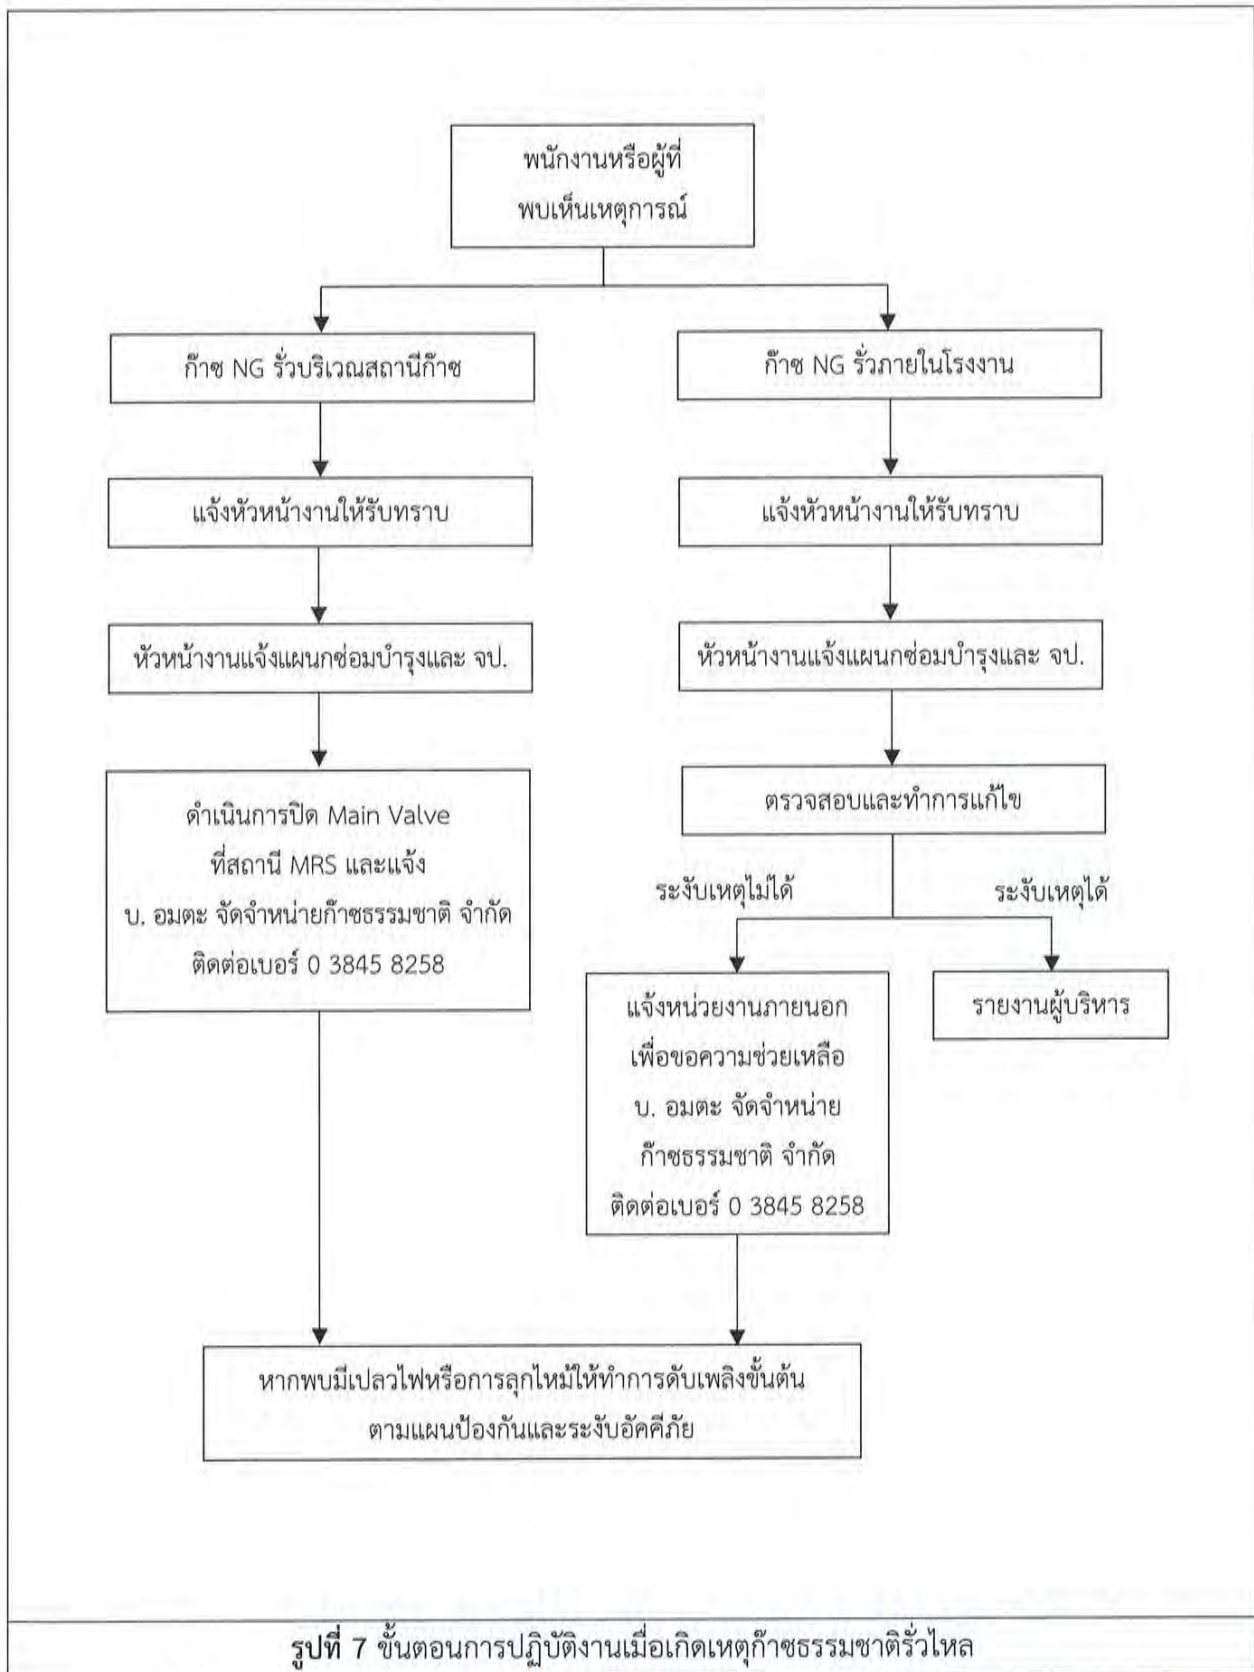 พนักงานหรือผู้ที่
พบเห็นเหตุการณ์
ก๊าซ NG รั่วบริเวณสถานีก๊าซ
ก๊าซ NG รั่วภายในโรงงาน
แจ้งหัวหน้างานให้รับทราบ
แจ้งหัวหน้างานให้รับทราบ
หัวหน้างานแจ้งแผนกซ่อมบำรุงและ จป.
หัวหน้างานแจ้งแผนกซ่อมบำรุงและ จป.
ดำเนินการปิด Main Valve
ที่สถานี MRS และแจ้ง
บ. อมตะ จัดจำหน่ายก๊าซธรรมชาติ จำกัด
ติดต่อเบอร์ 0 3845 8258
ตรวจสอบและทำการแก้ไข
ระงับเหตุไม่ได้
ระงับเหตุได้
แจ้งหน่วยงานภายนอก
เพื่อขอความช่วยเหลือ
บ. อมตะ จัดจำหน่าย
ก๊าซธรรมชาติ จำกัด
ติดต่อเบอร์ 0 3845 8258
รายงานผู้บริหาร
หากพบมีเปลวไฟหรือการลุกไหม้ให้ทำการดับเพลิงขั้นต้น
ตามแผนป้องกันและระงับอัคคีภัย
รูปที่ 7 ขั้นตอนการปฏิบัติงานเมื่อเกิดเหตุก๊าซธรรมชาติรั่วไหล